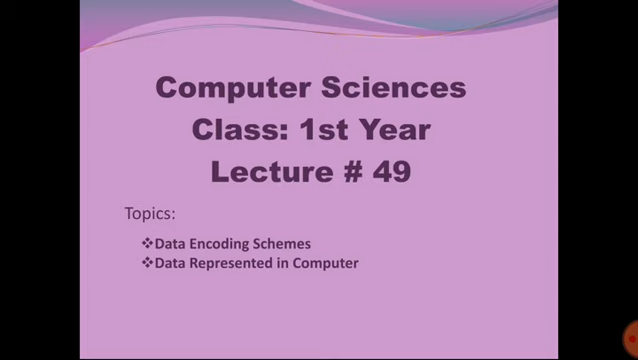 Computer Sciences
Class: 1st Year
Lecture # 49
Topics:
❖Data Encoding Schemes
❖Data Represented in Computer